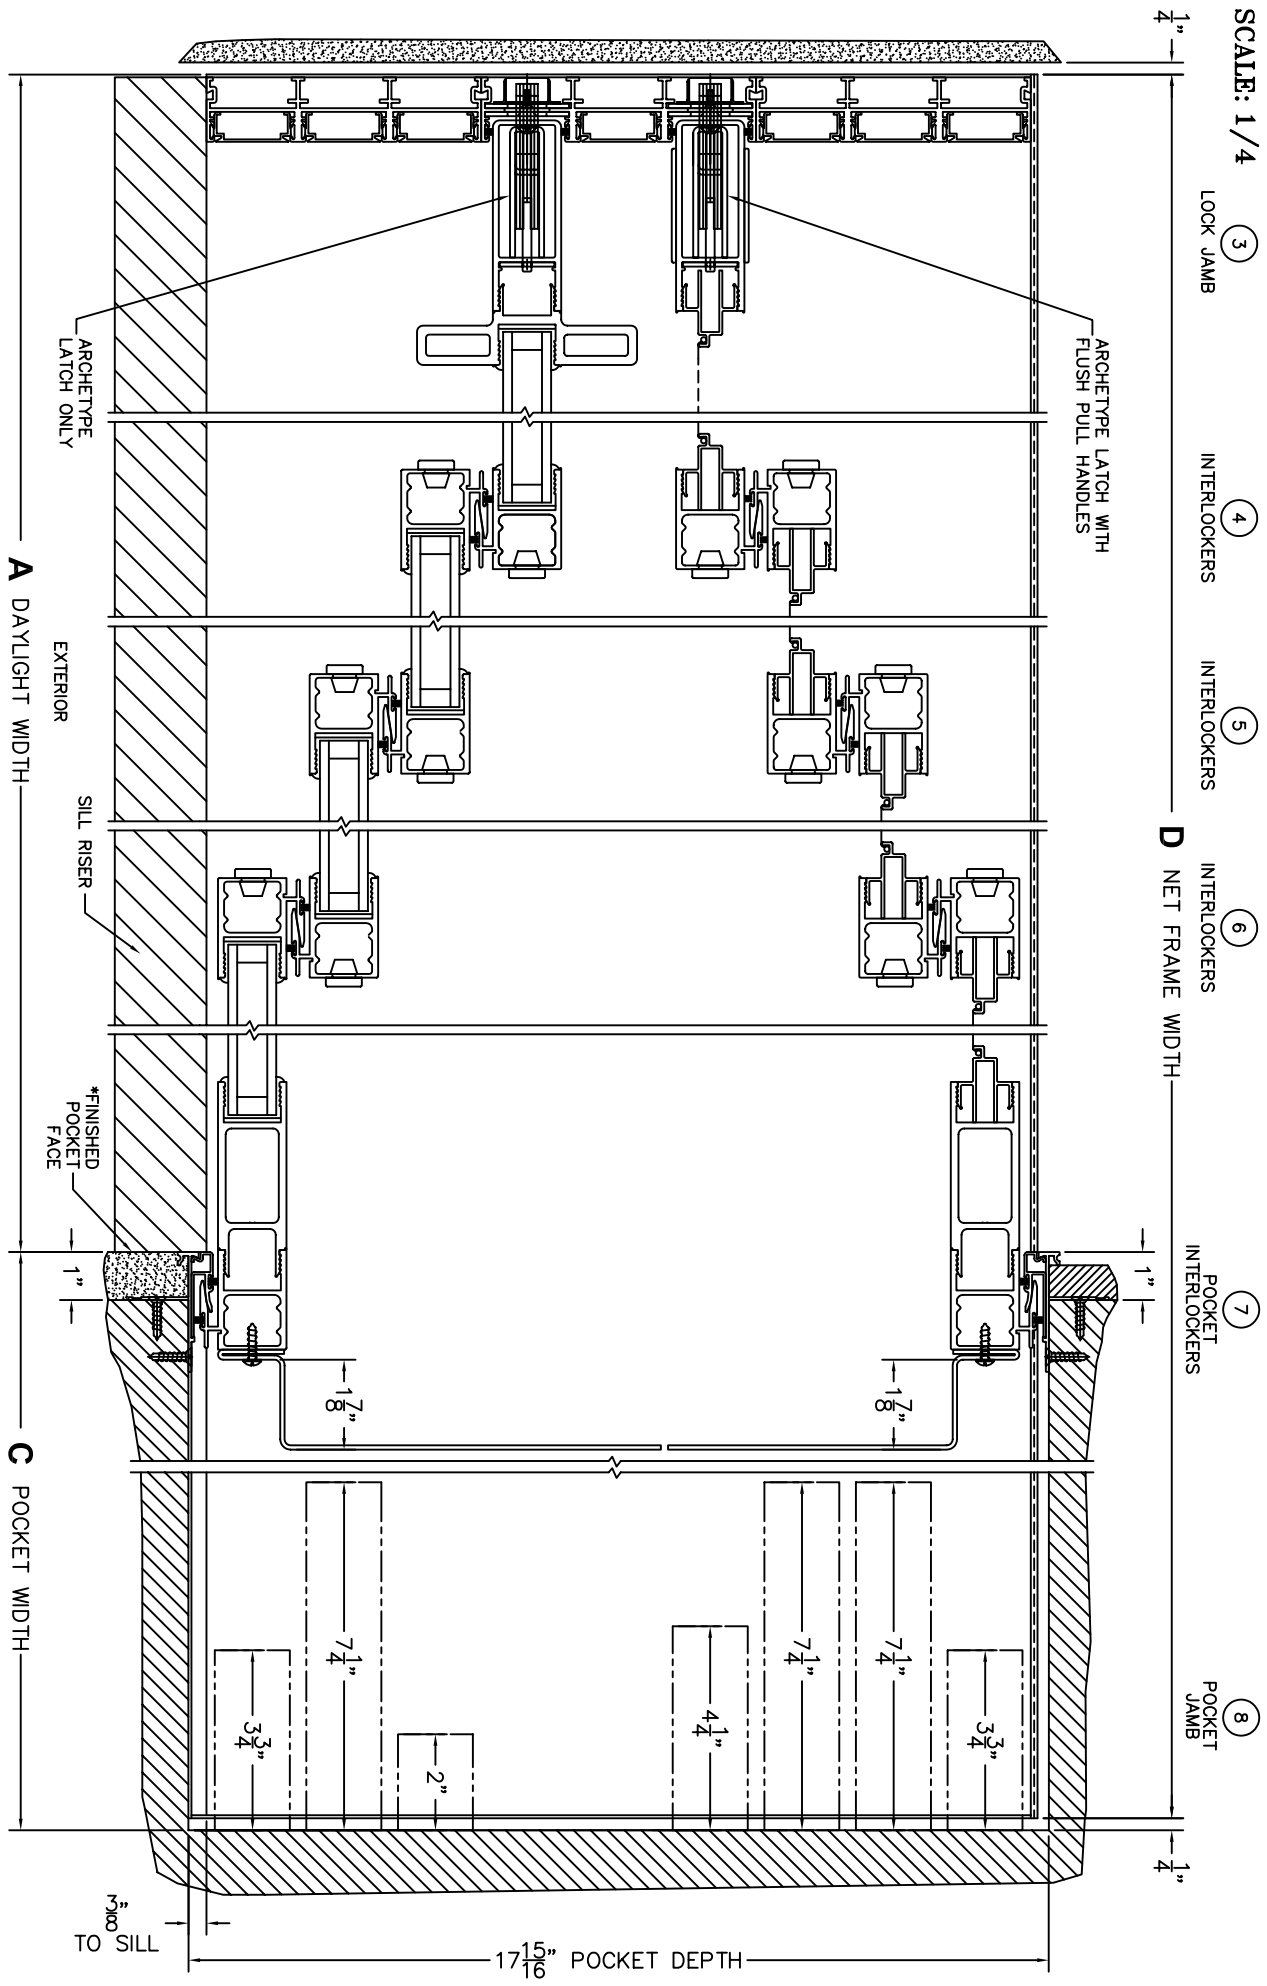 SCALE: 1/4
3
LOCK JAMB
4
INTERLOCKERS
5
INTERLOCKERS
6
INTERLOCKERS
7
POCKET
INTERLOCKERS
8
POCKET
JAMB
1/4"
D NET FRAME WIDTH
1/4"
1"
ARCHETYPE LATCH WITH
FLUSH PULL HANDLES
1 7/8"
1 7/8"
3 3/4"
7 1/4"
7 1/4"
4 1/4"
2"
7 1/4"
3 3/4"
ARCHETYPE
LATCH ONLY
EXTERIOR
SILL RISER
*FINISHED
POCKET
FACE
1"
A DAYLIGHT WIDTH
C POCKET WIDTH
3/8"
TO SILL
17 15/16" POCKET DEPTH